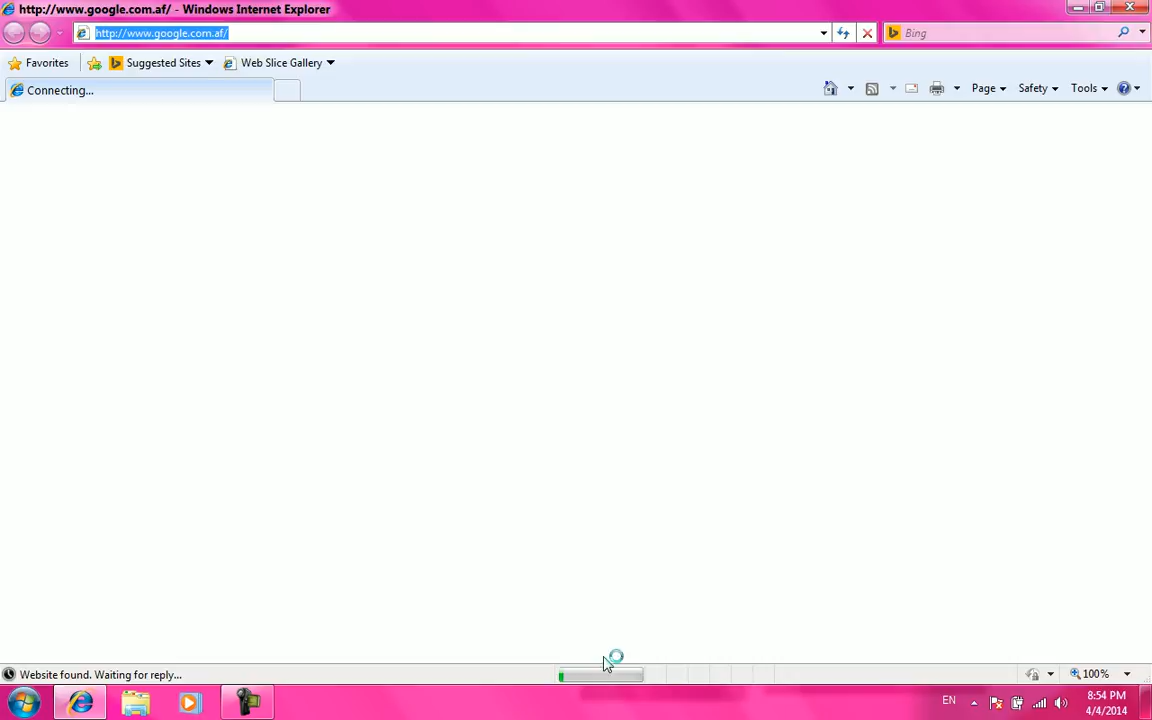 http://www.google.com.af/ - Windows Internet Explorer
http://www.google.com.af/
Bing
Favorites
Suggested Sites
Web Slice Gallery
Connecting...
Page
Safety
Tools
Website found. Waiting for reply...
100%
EN
8:54 PM
4/4/2014